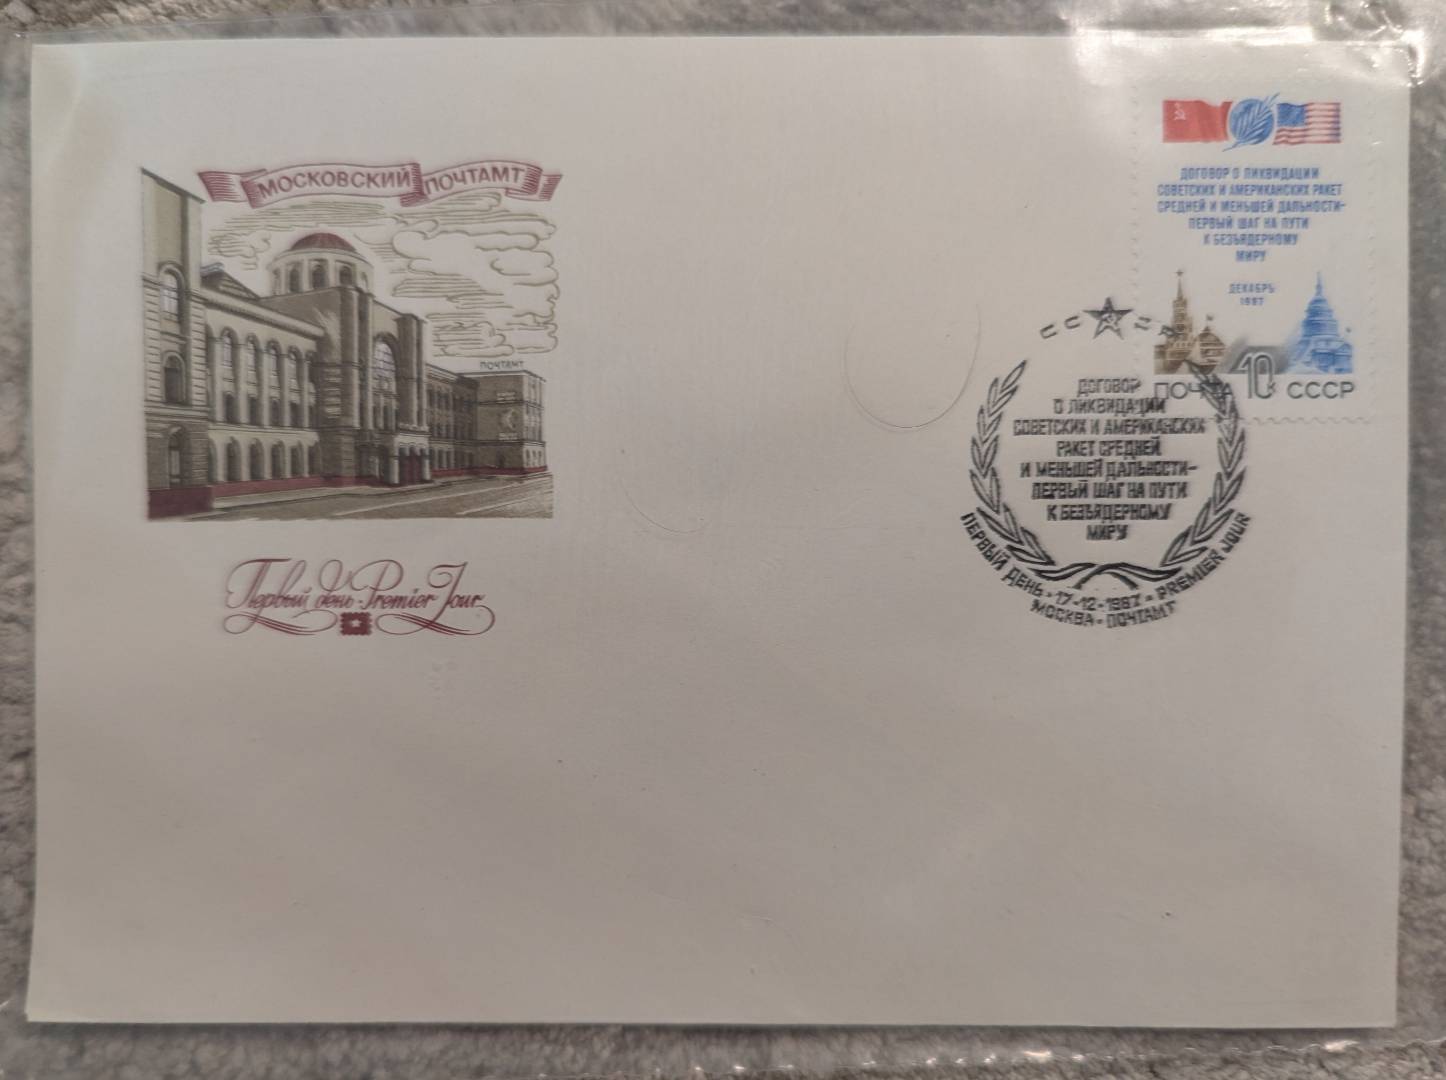 МОСКОВСКИЙ ПОЧТАМТ
ПОЧТАМТ
Первый день·Premier Jour
ДОГОВОР О ЛИКВИДАЦИИ
СОВЕТСКИХ И АМЕРИКАНСКИХ РАКЕТ
СРЕДНЕЙ И МЕНЬШЕЙ ДАЛЬНОСТИ–
ПЕРВЫЙ ШАГ НА ПУТИ
К БЕЗЪЯДЕРНОМУ
МИРУ
ДЕКАБРЬ
1987
ПОЧТА 10к СССР
ДОГОВОР
О ЛИКВИДАЦИИ
СОВЕТСКИХ И АМЕРИКАНСКИХ
РАКЕТ СРЕДНЕЙ
И МЕНЬШЕЙ ДАЛЬНОСТИ–
ПЕРВЫЙ ШАГ НА ПУТИ
К БЕЗЪЯДЕРНОМУ
МИРУ
ПЕРВЫЙ ДЕНЬ·17-12-1987·PREMIER JOUR
МОСКВА·ПОЧТАМТ